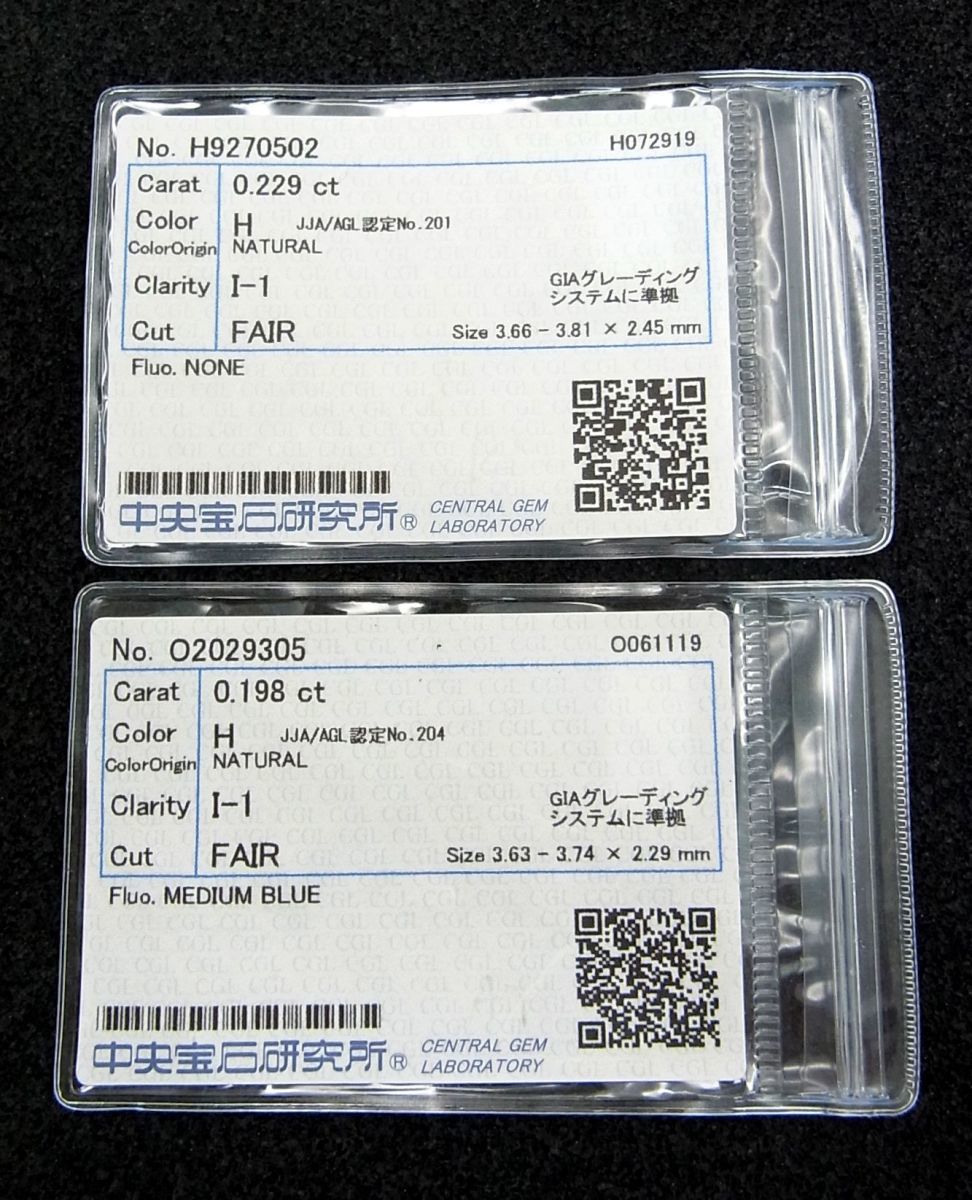 No. H9270502 H072919
Carat 0.229 ct
Color H JJA/AGL認定No.201
ColorOrigin NATURAL
Clarity I-1 GIAグレーディング
システムに準拠
Cut FAIR Size 3.66 - 3.81 × 2.45 mm
Fluo. NONE
中央宝石研究所® CENTRAL GEM
LABORATORY
No. O2029305 O061119
Carat 0.198 ct
Color H JJA/AGL認定No.204
ColorOrigin NATURAL
Clarity I-1 GIAグレーディング
システムに準拠
Cut FAIR Size 3.63 - 3.74 × 2.29 mm
Fluo. MEDIUM BLUE
中央宝石研究所® CENTRAL GEM
LABORATORY